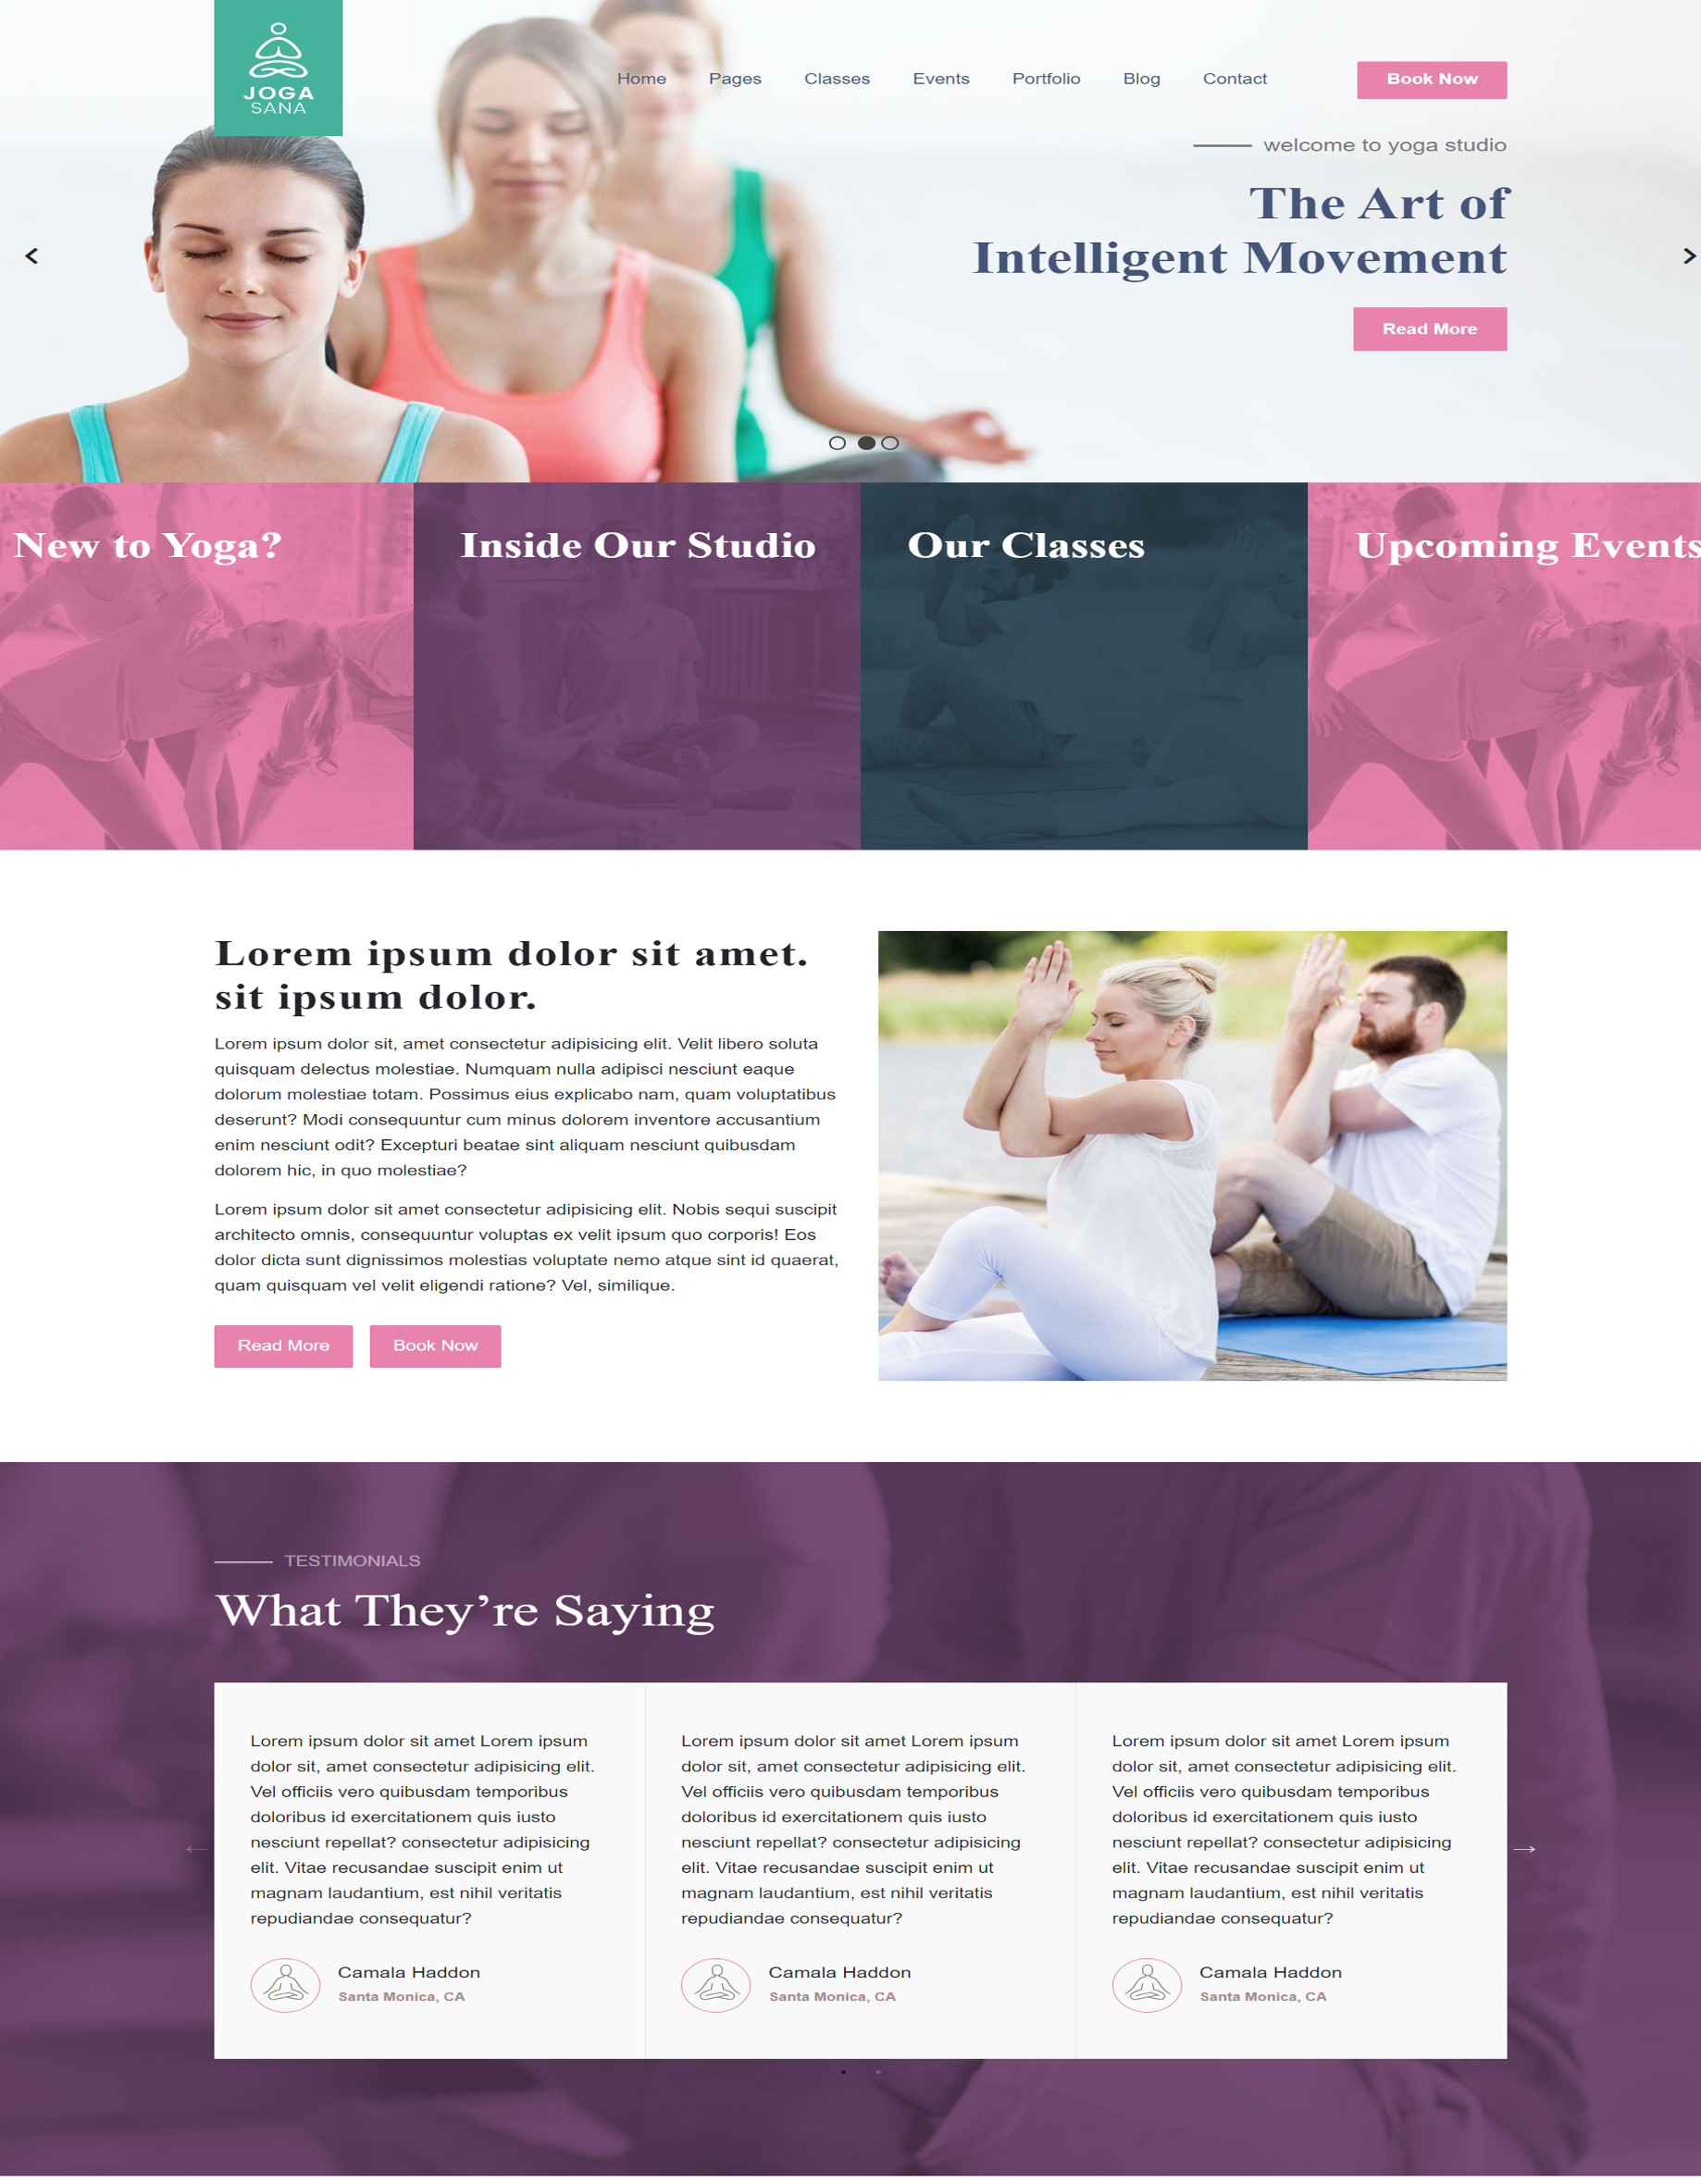 JOGA
SANA
Home Pages Classes Events Portfolio Blog Contact Book Now
welcome to yoga studio
The Art of
Intelligent Movement
Read More
New to Yoga? Inside Our Studio Our Classes Upcoming Events
Lorem ipsum dolor sit amet.
sit ipsum dolor.
Lorem ipsum dolor sit, amet consectetur adipisicing elit. Velit libero soluta
quisquam delectus molestiae. Numquam nulla adipisci nesciunt eaque
dolorum molestiae totam. Possimus eius explicabo nam, quam voluptatibus
deserunt? Modi consequuntur cum minus dolorem inventore accusantium
enim nesciunt odit? Excepturi beatae sint aliquam nesciunt quibusdam
dolorem hic, in quo molestiae?
Lorem ipsum dolor sit amet consectetur adipisicing elit. Nobis sequi suscipit
architecto omnis, consequuntur voluptas ex velit ipsum quo corporis! Eos
dolor dicta sunt dignissimos molestias voluptate nemo atque sint id quaerat,
quam quisquam vel velit eligendi ratione? Vel, similique.
Read More Book Now
TESTIMONIALS
What They’re Saying
Lorem ipsum dolor sit amet Lorem ipsum
dolor sit, amet consectetur adipisicing elit.
Vel officiis vero quibusdam temporibus
doloribus id exercitationem quis iusto
nesciunt repellat? consectetur adipisicing
elit. Vitae recusandae suscipit enim ut
magnam laudantium, est nihil veritatis
repudiandae consequatur?
Camala Haddon
Santa Monica, CA
Lorem ipsum dolor sit amet Lorem ipsum
dolor sit, amet consectetur adipisicing elit.
Vel officiis vero quibusdam temporibus
doloribus id exercitationem quis iusto
nesciunt repellat? consectetur adipisicing
elit. Vitae recusandae suscipit enim ut
magnam laudantium, est nihil veritatis
repudiandae consequatur?
Camala Haddon
Santa Monica, CA
Lorem ipsum dolor sit amet Lorem ipsum
dolor sit, amet consectetur adipisicing elit.
Vel officiis vero quibusdam temporibus
doloribus id exercitationem quis iusto
nesciunt repellat? consectetur adipisicing
elit. Vitae recusandae suscipit enim ut
magnam laudantium, est nihil veritatis
repudiandae consequatur?
Camala Haddon
Santa Monica, CA